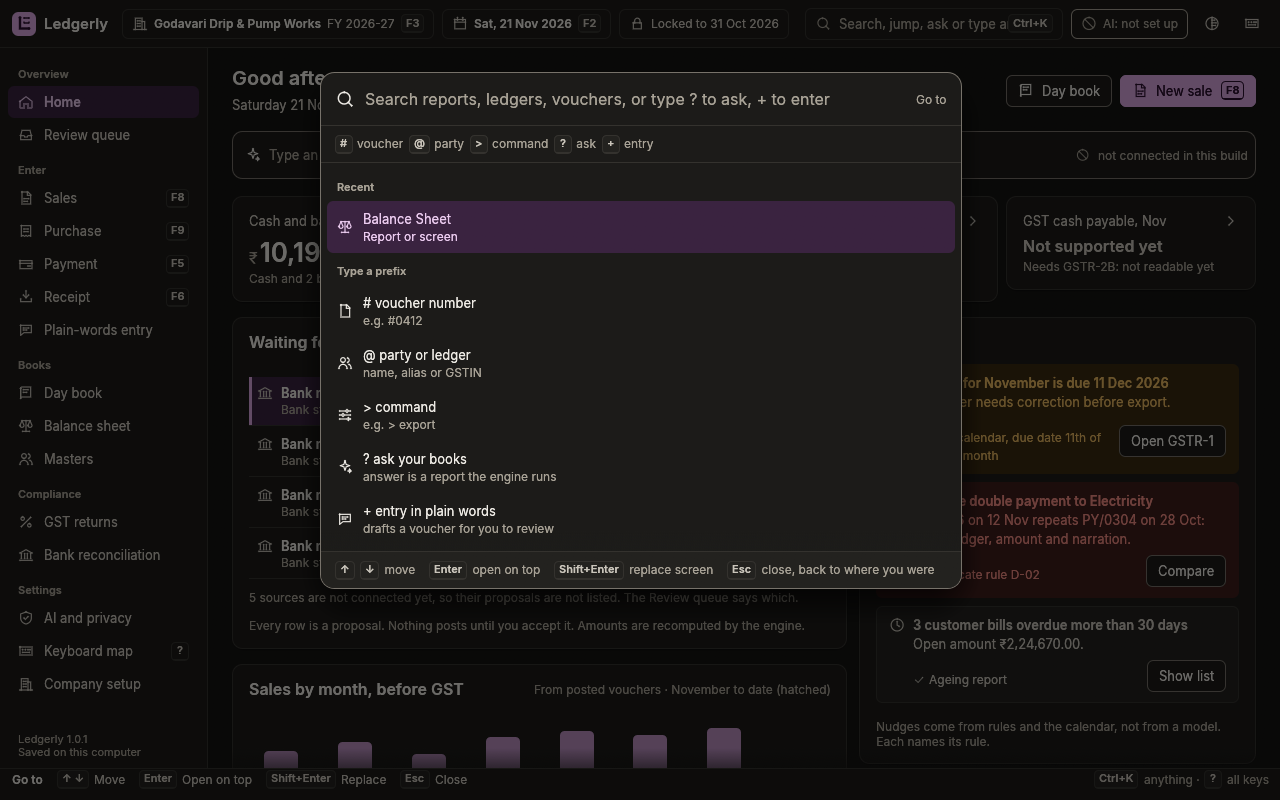 Ledgerly
Godavari Drip & Pump Works FY 2026-27 F3
Sat, 21 Nov 2026 F2
Locked to 31 Oct 2026
Search, jump, ask or type a Ctrl+K
AI: not set up
Overview
Home
Review queue
Enter
Sales F8
Purchase F9
Payment F5
Receipt F6
Plain-words entry
Books
Day book
Balance sheet
Masters
Compliance
GST returns
Bank reconciliation
Settings
AI and privacy
Keyboard map ?
Company setup
Ledgerly 1.0.1
Saved on this computer
Good afte
Saturday 21 No
Day book
New sale F8
Type an
not connected in this build
Cash and b
₹10,19
Cash and 2 b
GST cash payable, Nov
Not supported yet
Needs GSTR-2B: not readable yet
Search reports, ledgers, vouchers, or type ? to ask, + to enter
Go to
# voucher @ party > command ? ask + entry
Recent
Balance Sheet
Report or screen
Type a prefix
# voucher number
e.g. #0412
@ party or ledger
name, alias or GSTIN
> command
e.g. > export
? ask your books
answer is a report the engine runs
+ entry in plain words
drafts a voucher for you to review
↑ ↓ move Enter open on top Shift+Enter replace screen Esc close, back to where you were
Waiting fo
Bank r
Bank s
Bank r
Bank s
Bank r
Bank s
Bank r
Bank s
5 sources are not connected yet, so their proposals are not listed. The Review queue says which.
Every row is a proposal. Nothing posts until you accept it. Amounts are recomputed by the engine.
for November is due 11 Dec 2026
er needs correction before export.
calendar, due date 11th of
month
Open GSTR-1
e double payment to Electricity
6 on 12 Nov repeats PY/0304 on 28 Oct:
dger, amount and narration.
cate rule D-02
Compare
3 customer bills overdue more than 30 days
Open amount ₹2,24,670.00.
Ageing report
Show list
Nudges come from rules and the calendar, not from a model.
Each names its rule.
Sales by month, before GST
From posted vouchers · November to date (hatched)
Go to ↑↓ Move Enter Open on top Shift+Enter Replace Esc Close
Ctrl+K anything · ? all keys